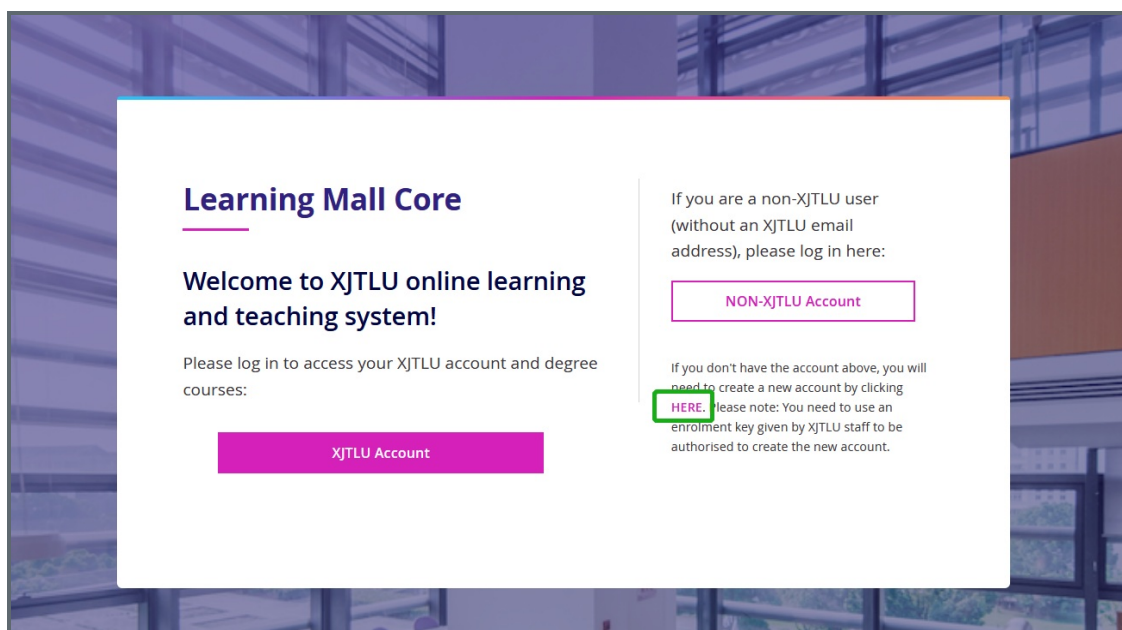 Learning Mall Core
Welcome to XJTLU online learning
and teaching system!
Please log in to access your XJTLU account and degree
courses:
XJTLU Account
If you are a non-XJTLU user
(without an XJTLU email
address), please log in here:
NON-XJTLU Account
If you don't have the account above, you will
need to create a new account by clicking
HERE. Please note: You need to use an
enrolment key given by XJTLU staff to be
authorised to create the new account.